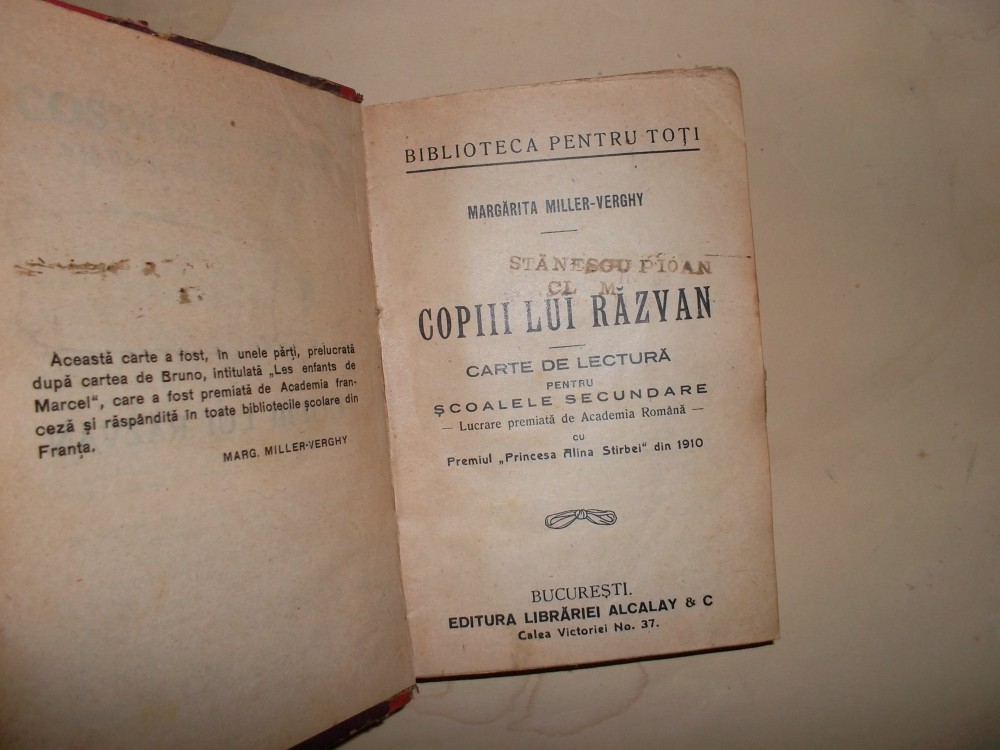 Această carte a fost, în unele părți, prelucrată
după cartea de Bruno, intitulată „Les enfants de
Marcel“, care a fost premiată de Academia fran-
ceză și răspândită în toate bibliotecile școlare din
Franța.
MARG. MILLER-VERGHY
BIBLIOTECA PENTRU TOȚI
MARGĂRITA MILLER-VERGHY
STĂNESCU PIOAN
CL M
COPIII LUI RĂZVAN
CARTE DE LECTURĂ
PENTRU
ȘCOALELE SECUNDARE
— Lucrare premiată de Academia Română —
CU
Premiul „Princesa Alina Stirbei“ din 1910
BUCUREȘTI.
EDITURA LIBRĂRIEI ALCALAY & C
Calea Victoriei No. 37.